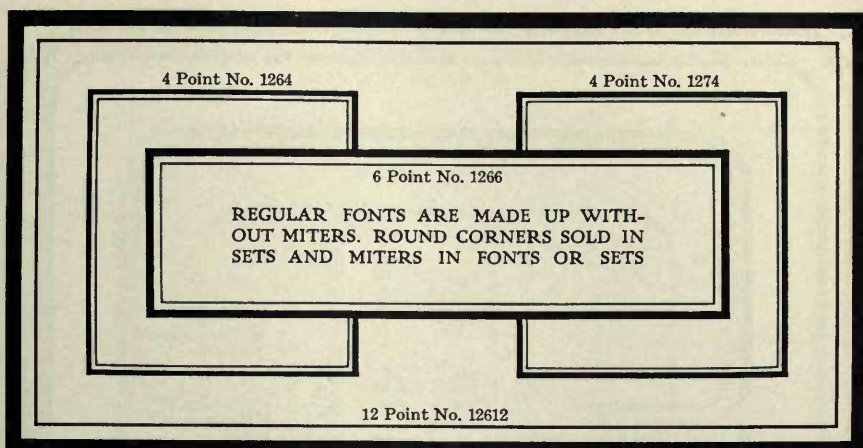 4 Point No. 1264
4 Point No. 1274
6 Point No. 1266
REGULAR FONTS ARE MADE UP WITH-
OUT MITERS. ROUND CORNERS SOLD IN
SETS AND MITERS IN FONTS OR SETS
12 Point No. 12612